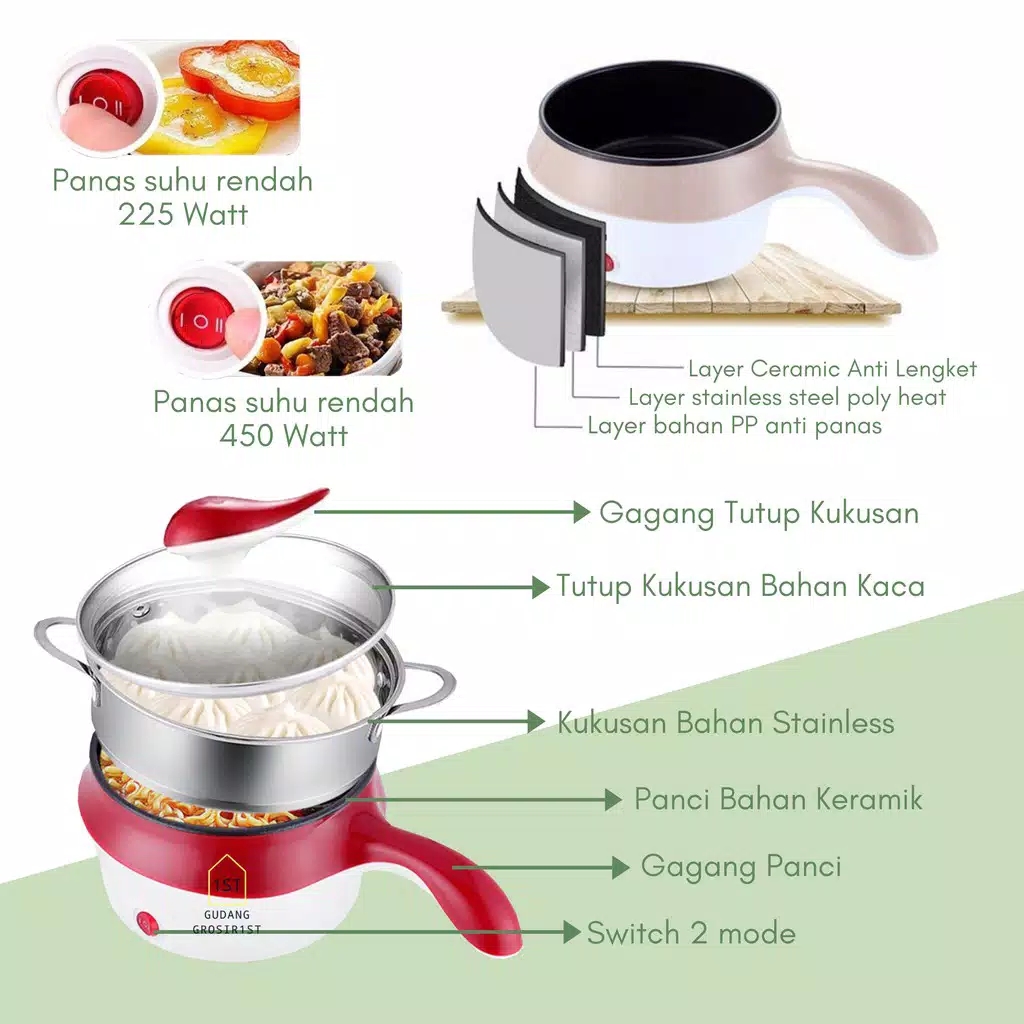 I O II
Panas suhu rendah
225 Watt
I O II
Panas suhu rendah
450 Watt
Layer Ceramic Anti Lengket
Layer stainless steel poly heat
Layer bahan PP anti panas
Gagang Tutup Kukusan
Tutup Kukusan Bahan Kaca
Kukusan Bahan Stainless
Panci Bahan Keramik
Gagang Panci
1ST
GUDANG
GROSIR1ST
Switch 2 mode